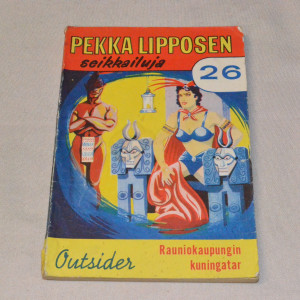 PEKKA LIPPOSEN
seikkailuja
26
Outsider
Rauniokaupungin
kuningatar